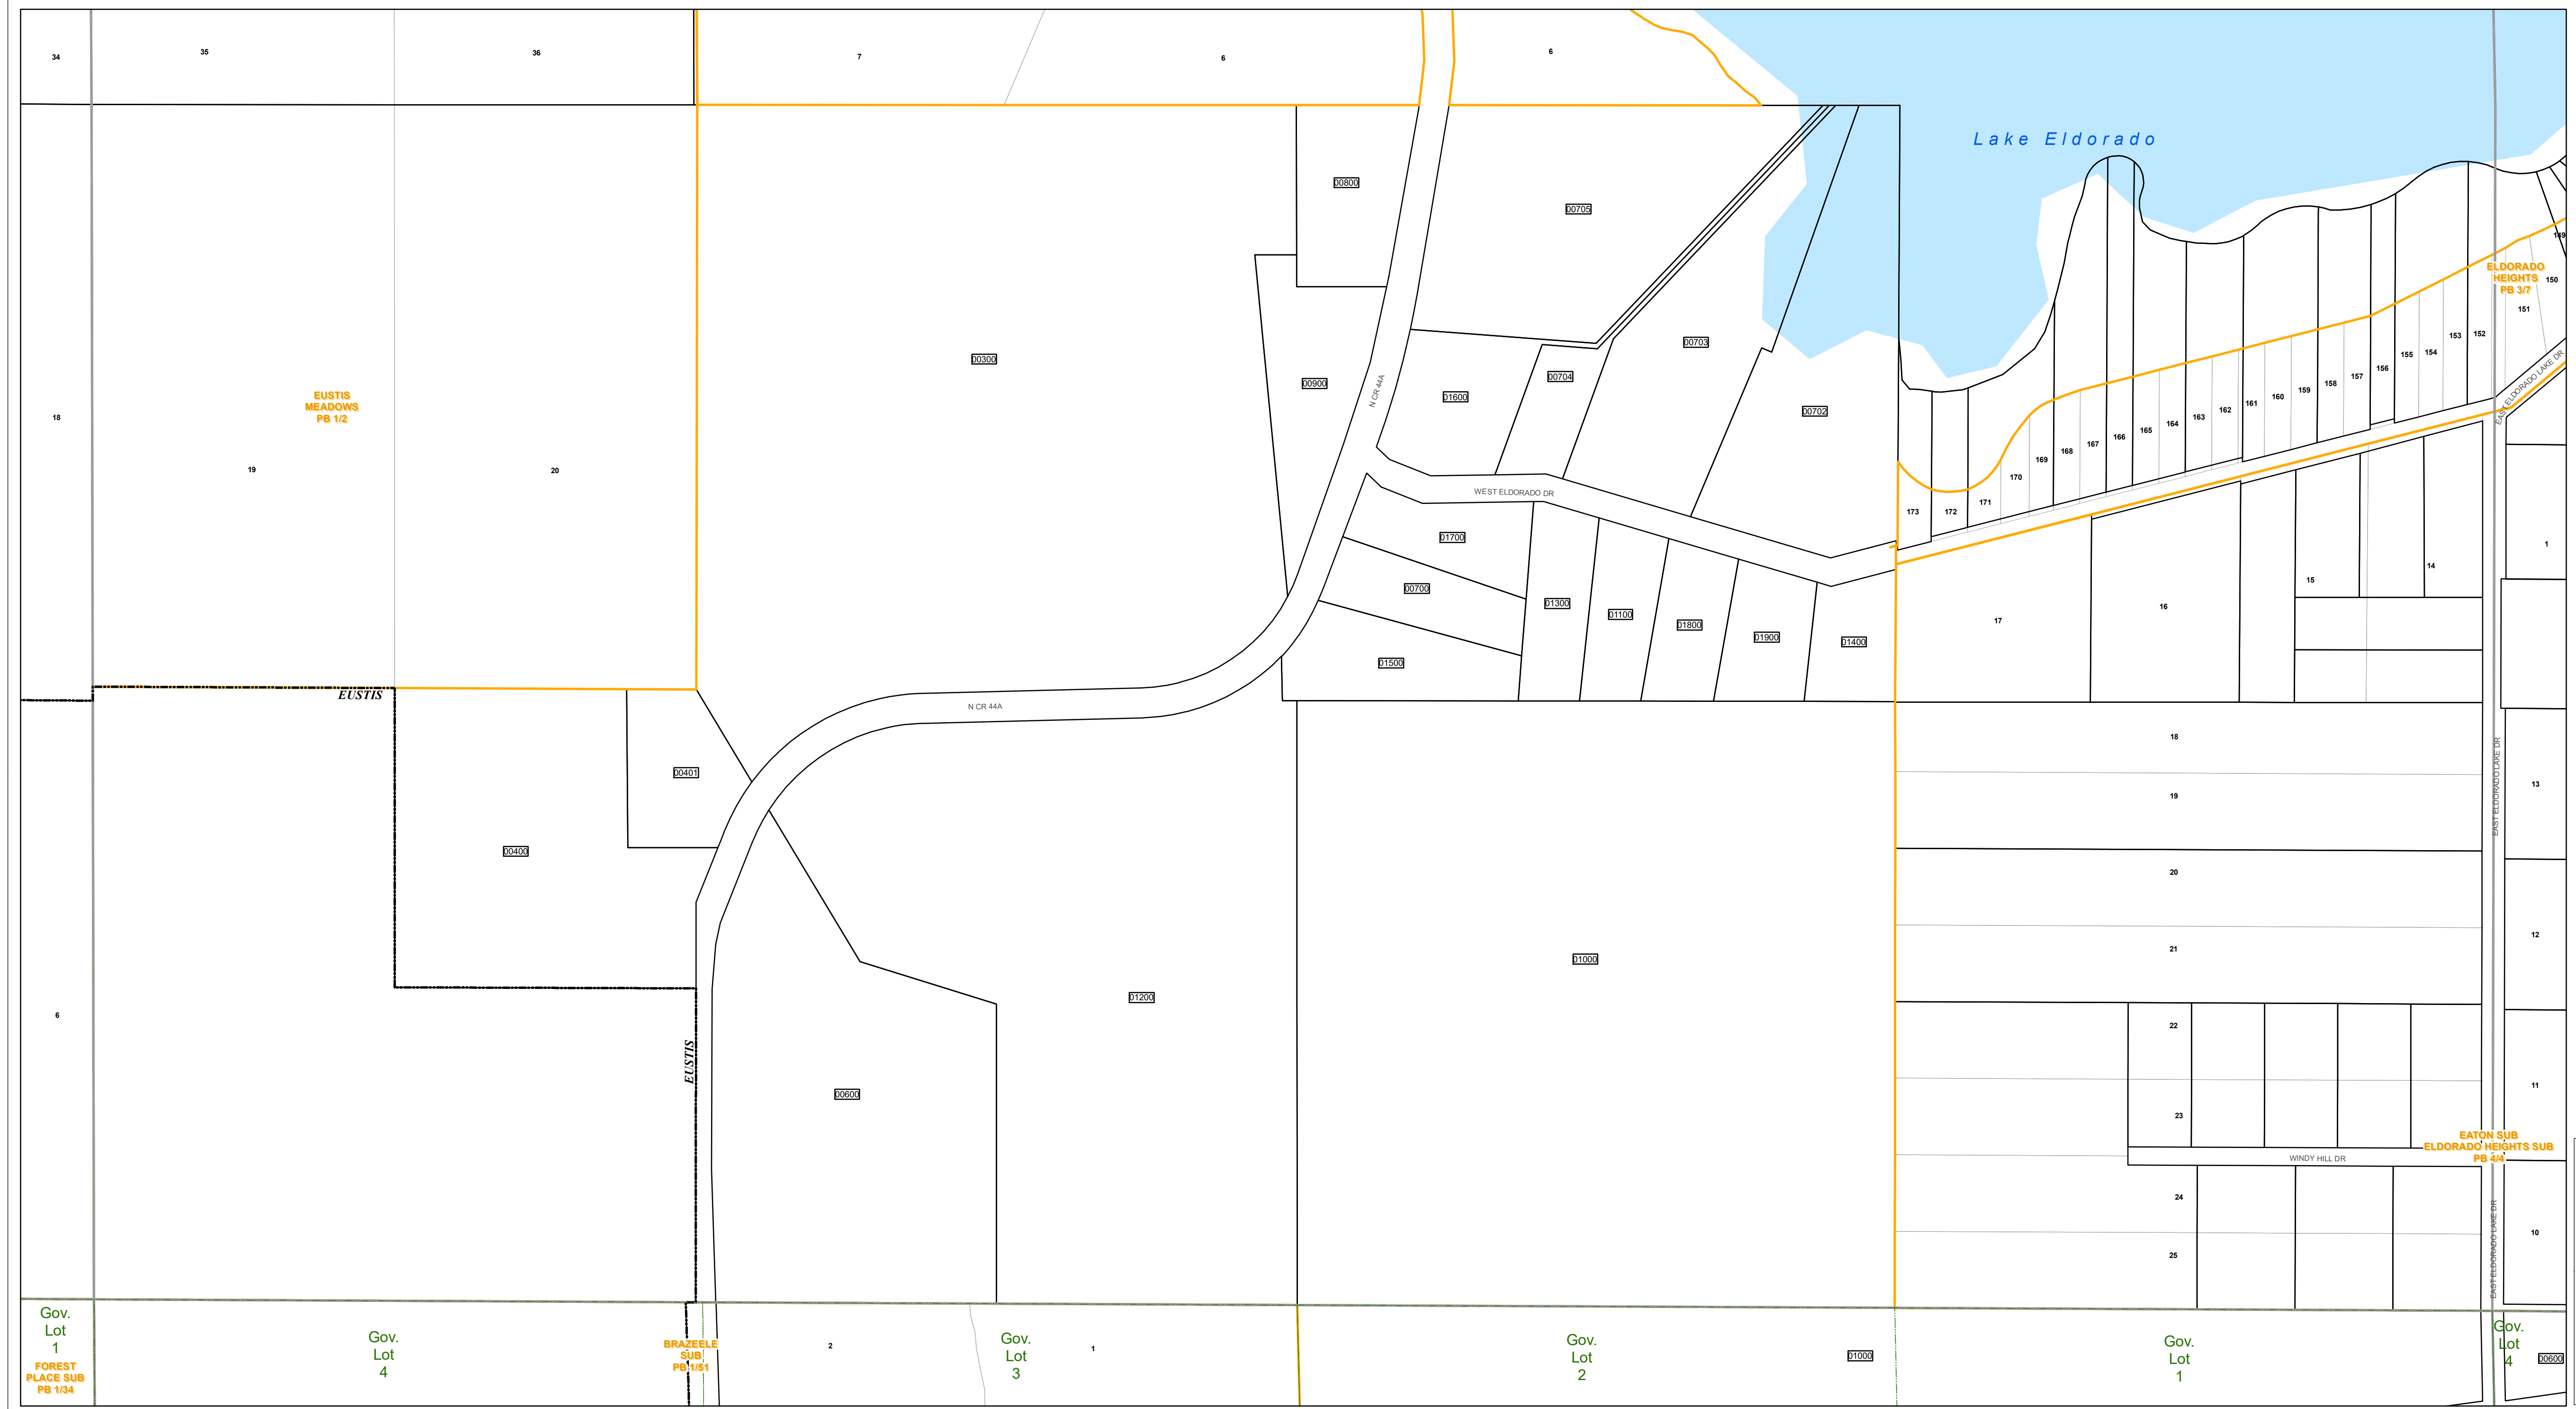 34
35
36
7
6
6
Lake Eldorado
00800
00705
149
ELDORADO
HEIGHTS
PB 3/7
150
151
152
153
154
155
156
157
158
159
160
161
162
163
164
165
166
167
168
169
170
171
172
173
EAST ELDORADO LAKE DR
00300
00900
N CR 44A
01600
00704
00703
00702
EUSTIS
MEADOWS
PB 1/2
18
19
20
WEST ELDORADO DR
01700
00700
01500
01300
01100
01800
01900
01400
17
16
15
14
1
EUSTIS
N CR 44A
00401
00400
18
19
20
21
22
23
24
25
EAST ELDORADO LAKE DR
13
12
11
10
01000
01200
6
EUSTIS
00600
EATON SUB
ELDORADO HEIGHTS SUB
PB 4/4
WINDY HILL DR
EAST ELDORADO LAKE DR
Gov.
Lot
1
FOREST
PLACE SUB
PB 1/34
Gov.
Lot
4
BRAZEELE
SUB
PB 1/51
2
Gov.
Lot
3
1
Gov.
Lot
2
01000
Gov.
Lot
1
Gov.
Lot
4
00600